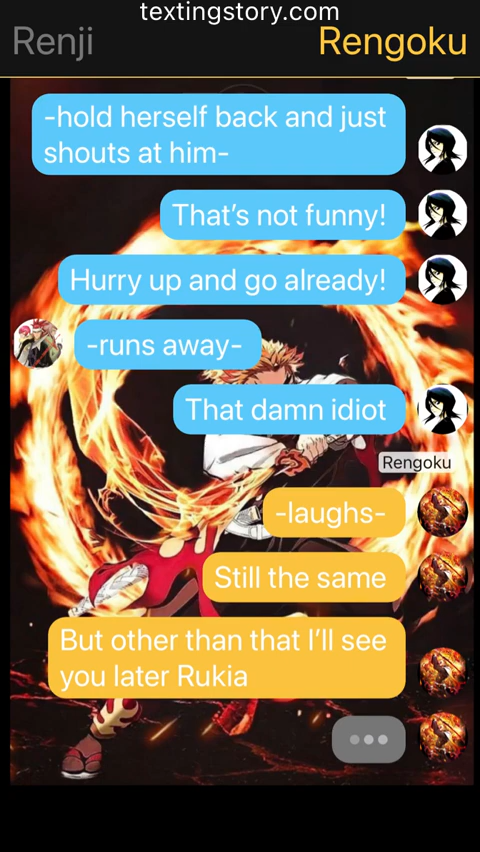 textingstory.com
Renji
Rengoku
-hold herself back and just
shouts at him-
That’s not funny!
Hurry up and go already!
-runs away-
That damn idiot
Rengoku
-laughs-
Still the same
But other than that I’ll see
you later Rukia